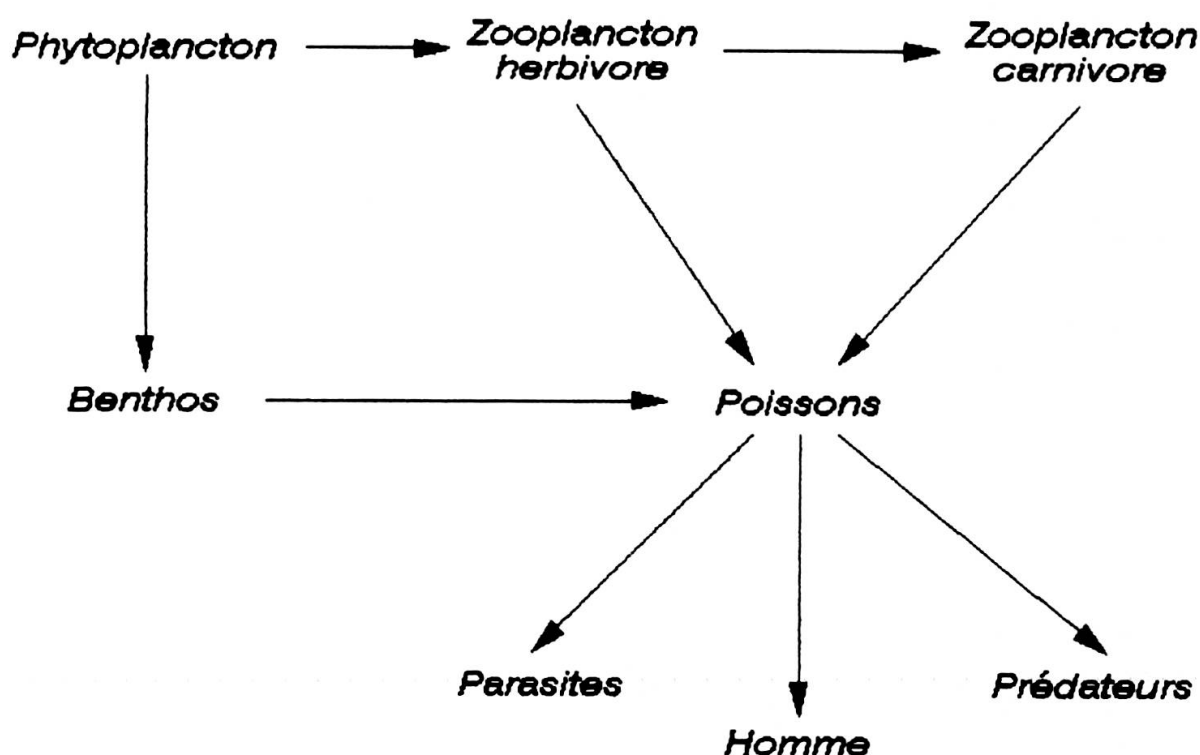 Phytoplancton
Zooplancton
herbivore
Zooplancton
carnivore
Benthos
Poissons
Parasites
Prédateurs
Homme